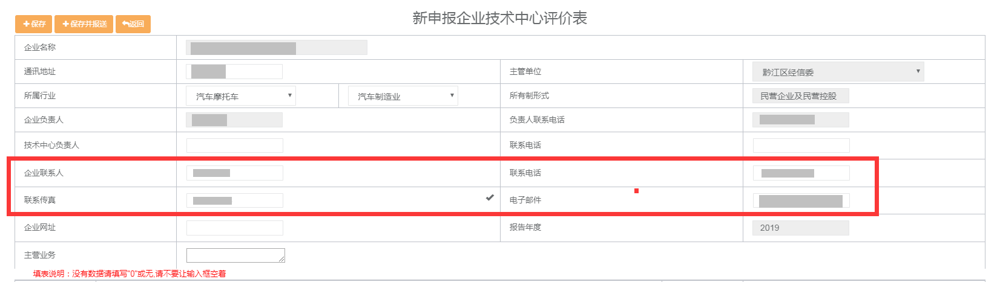 新申报企业技术中心评价表
保存 保存并报送 返回
企业名称
通讯地址 主管单位 黔江区经信委
所属行业 汽车摩托车 汽车制造业 所有制形式 民营企业及民营控股
企业负责人 负责人联系电话
技术中心负责人 联系电话
企业联系人 联系电话
联系传真 电子邮件
企业网址 报告年度 2019
主营业务
填表说明：没有数据请填写"0"或无,请不要让输入框空着